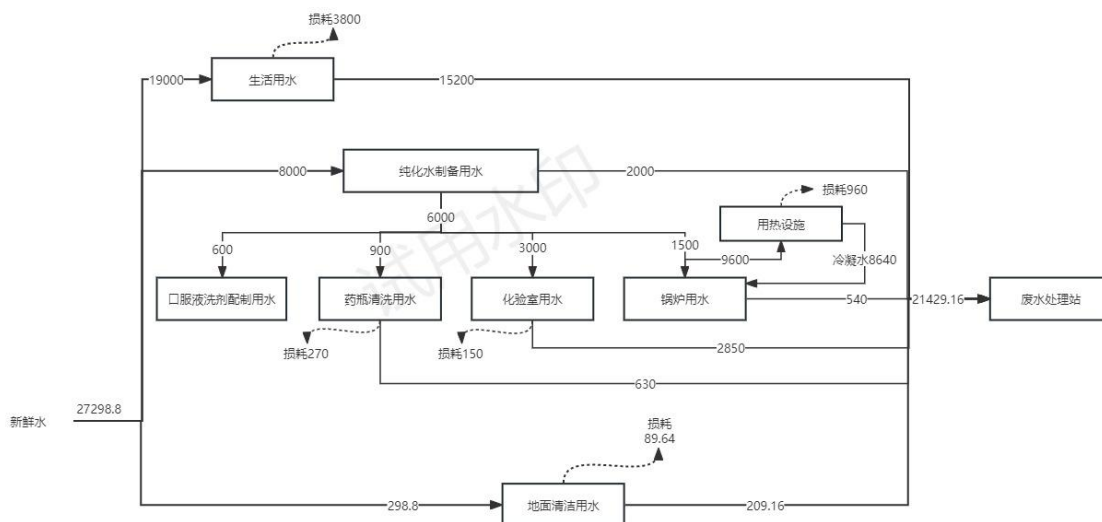 损耗3800
19000
生活用水
15200
8000
纯化水制备用水
2000
6000
损耗960
用热设施
600
900
3000
1500
9600
冷凝水8640
口服液洗剂配制用水
药瓶清洗用水
化验室用水
锅炉用水
540
21429.16
废水处理站
损耗270
损耗150
2850
630
27298.8
新鲜水
损耗
89.64
298.8
地面清洁用水
209.16
试用水印